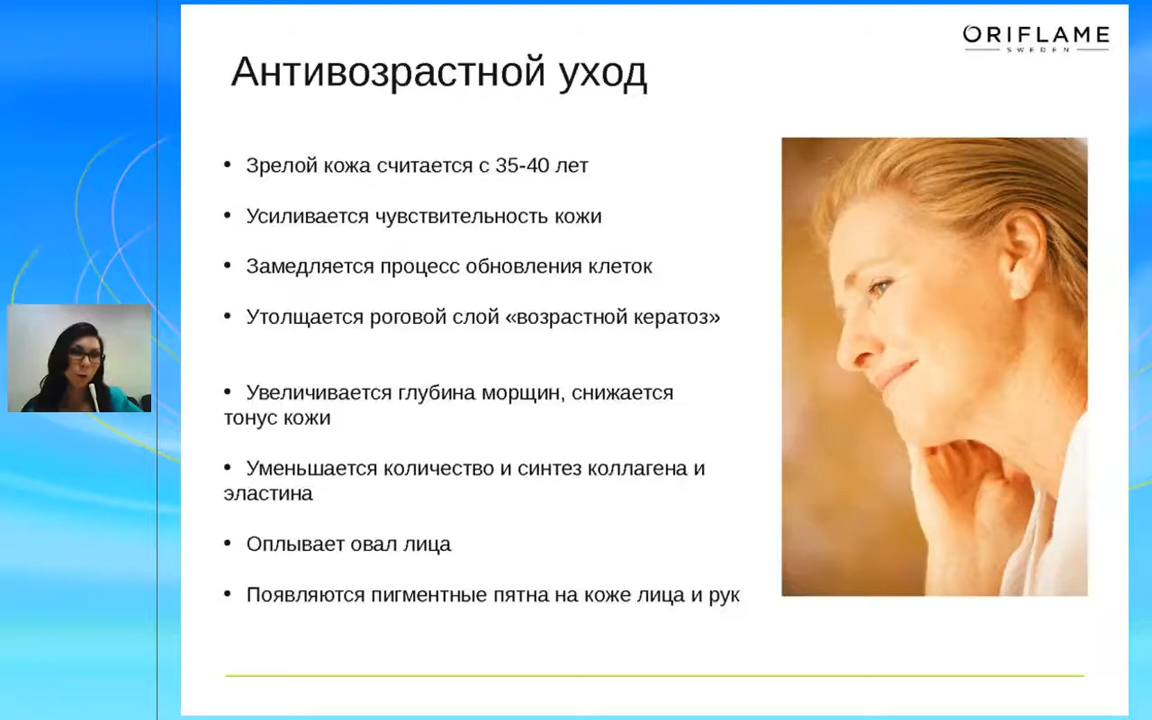 ORIFLAME
SWEDEN
Антивозрастной уход
• Зрелой кожа считается с 35-40 лет
• Усиливается чувствительность кожи
• Замедляется процесс обновления клеток
• Утолщается роговой слой «возрастной кератоз»
• Увеличивается глубина морщин, снижается
тонус кожи
• Уменьшается количество и синтез коллагена и
эластина
• Оплывает овал лица
• Появляются пигментные пятна на коже лица и рук